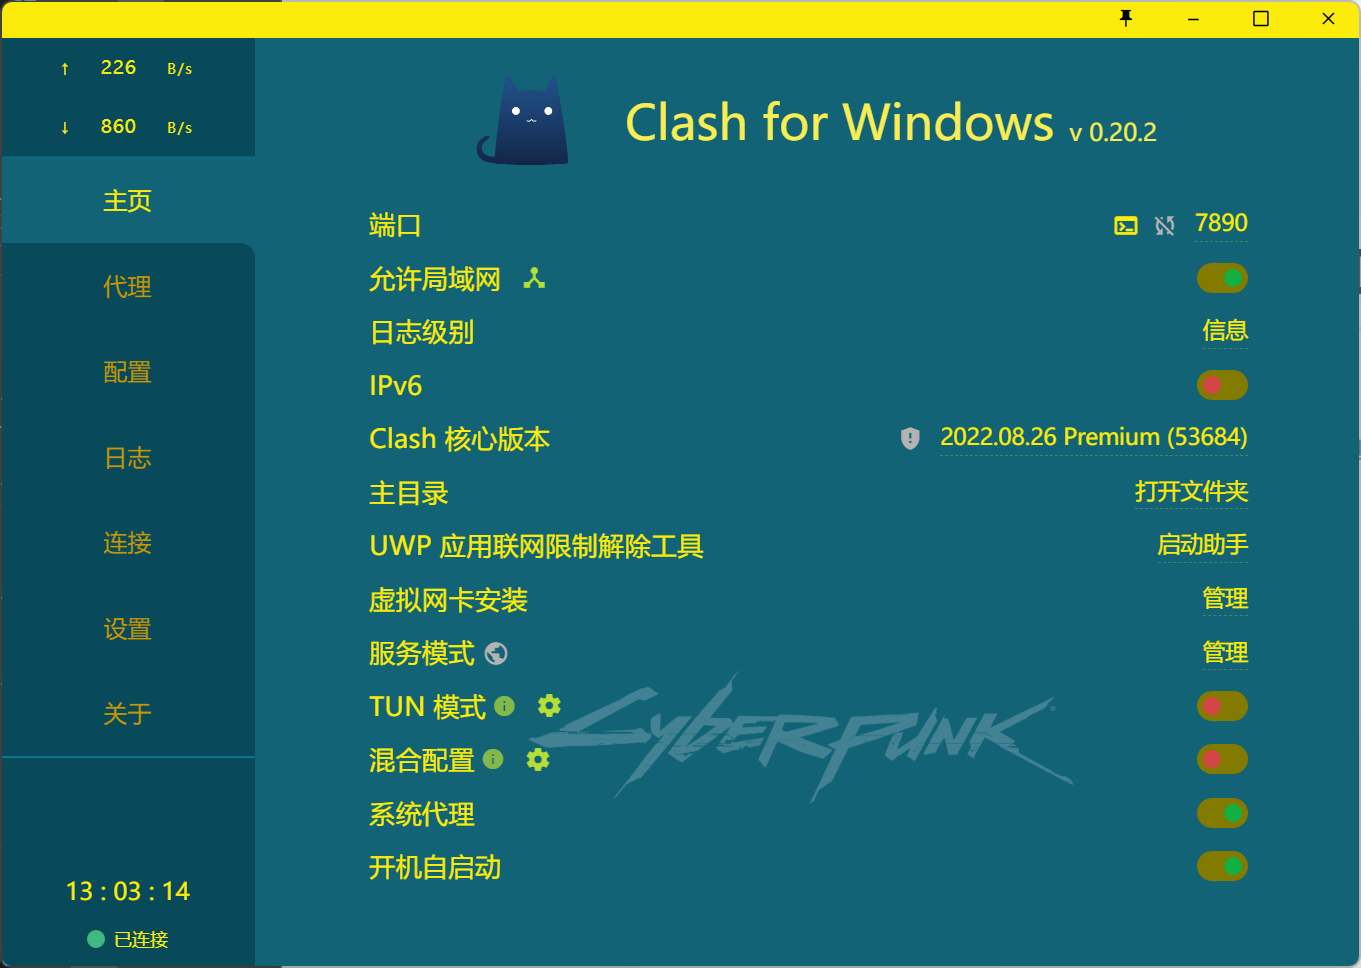 ↑ 226 B/s
↓ 860 B/s
主页
代理
配置
日志
连接
设置
关于
13 : 03 : 14
已连接
Clash for Windows v 0.20.2
端口 7890
允许局域网
日志级别 信息
IPv6
Clash 核心版本 2022.08.26 Premium (53684)
主目录 打开文件夹
UWP 应用联网限制解除工具 启动助手
虚拟网卡安装 管理
服务模式 管理
TUN 模式
混合配置
系统代理
开机自启动
CYBERPUNK